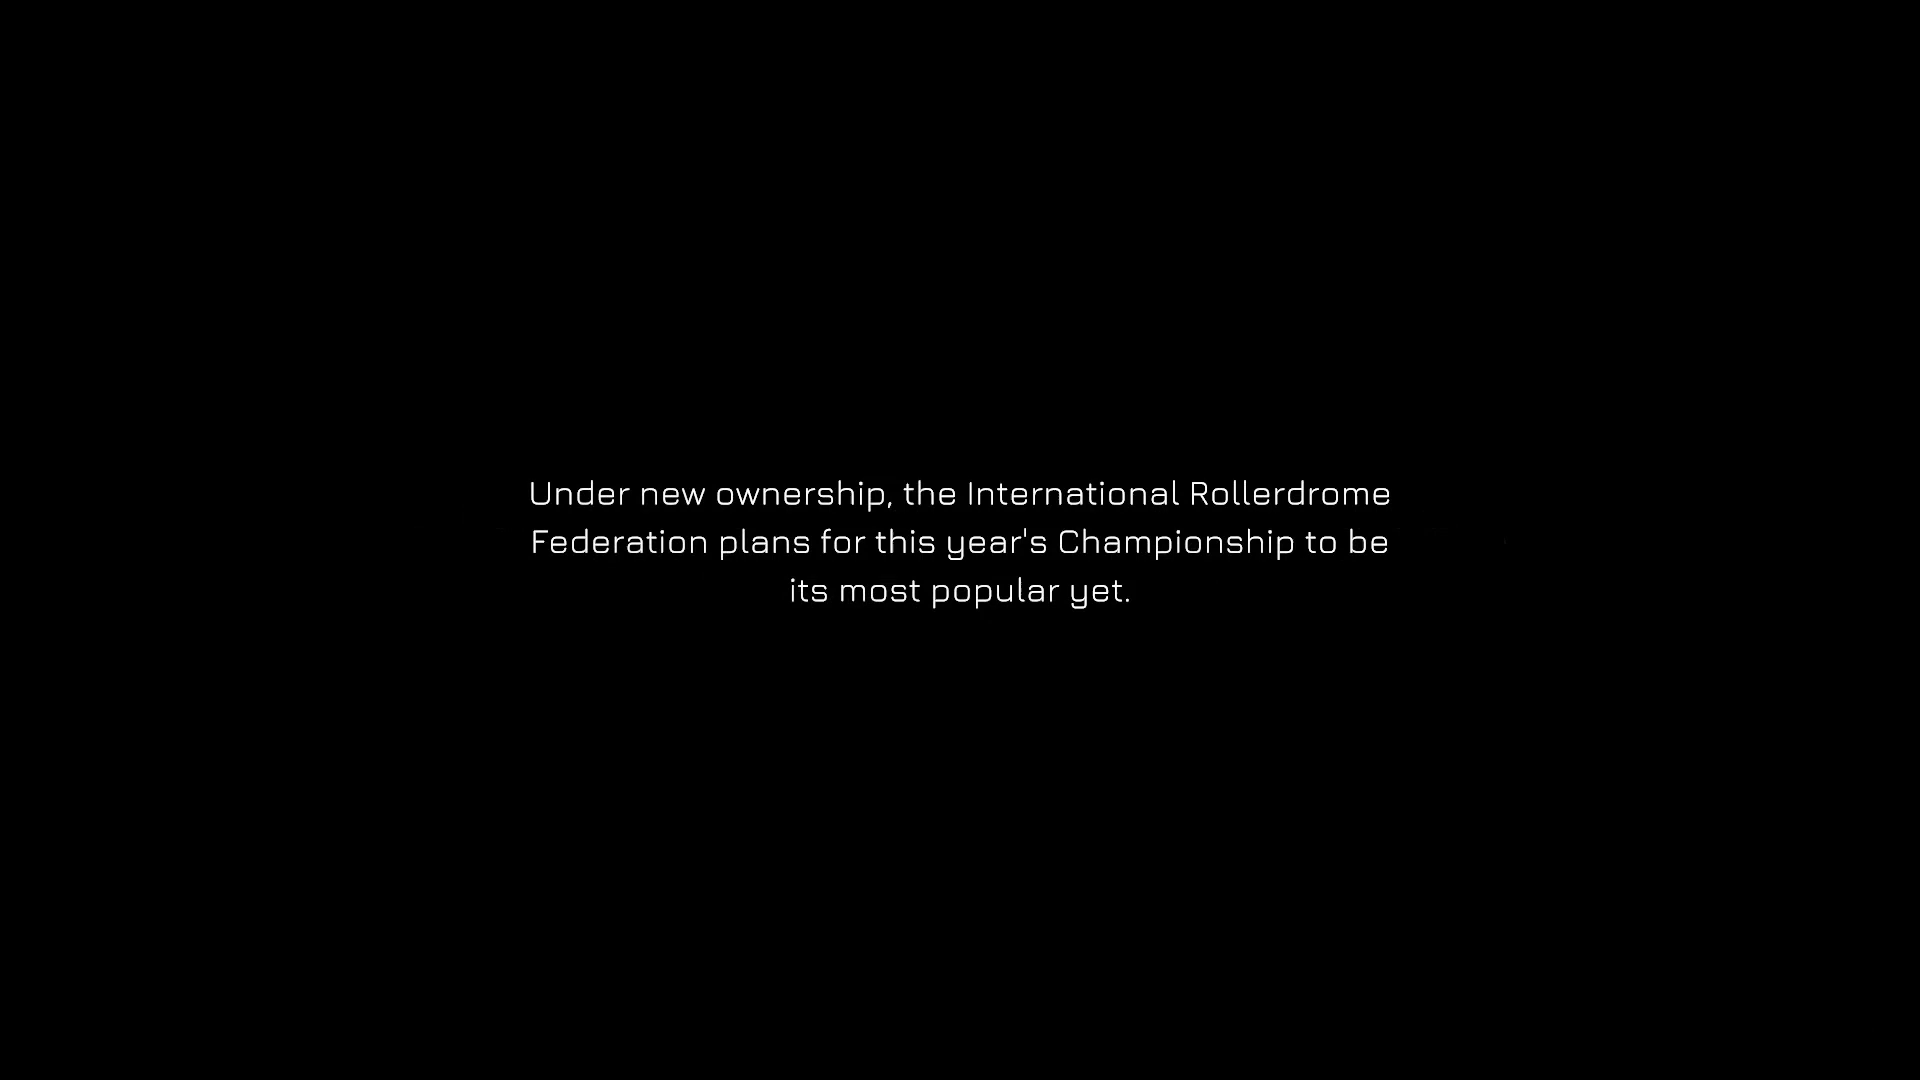 Under new ownership, the International Rollerdrome
Federation plans for this year's Championship to be
its most popular yet.